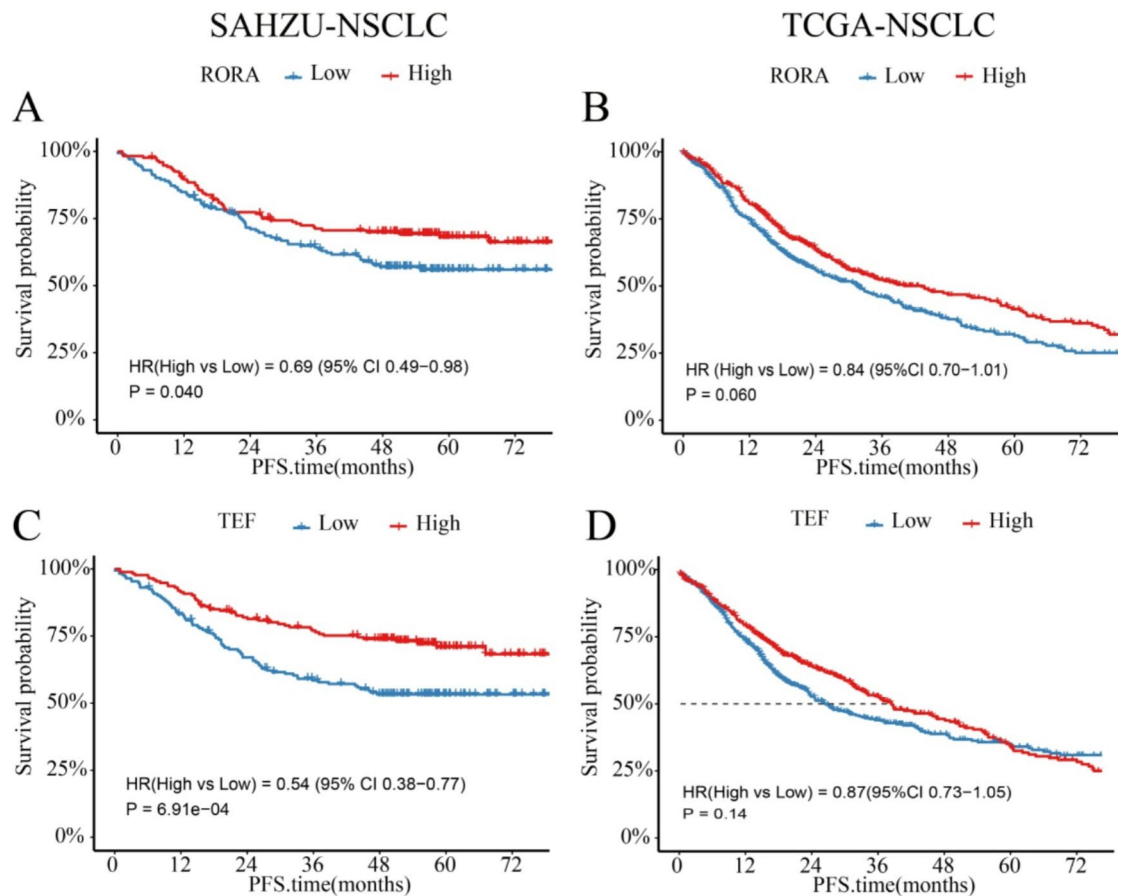 SAHZU-NSCLC
TCGA-NSCLC
RORA Low High
RORA Low High
A
B
100%
75%
50%
25%
0%
Survival probability
HR(High vs Low) = 0.69 (95% CI 0.49−0.98)
P = 0.040
0 12 24 36 48 60 72
PFS.time(months)
100%
75%
50%
25%
0%
Survival probability
HR (High vs Low) = 0.84 (95%CI 0.70-1.01)
P = 0.060
0 12 24 36 48 60 72
PFS.time(months)
C
TEF Low High
D
TEF Low High
100%
75%
50%
25%
0%
Survival probability
HR(High vs Low) = 0.54 (95% CI 0.38−0.77)
P = 6.91e−04
0 12 24 36 48 60 72
PFS.time(months)
100%
75%
50%
25%
0%
Survival probability
HR(High vs Low) = 0.87(95%CI 0.73−1.05)
P = 0.14
0 12 24 36 48 60 72
PFS.time(months)